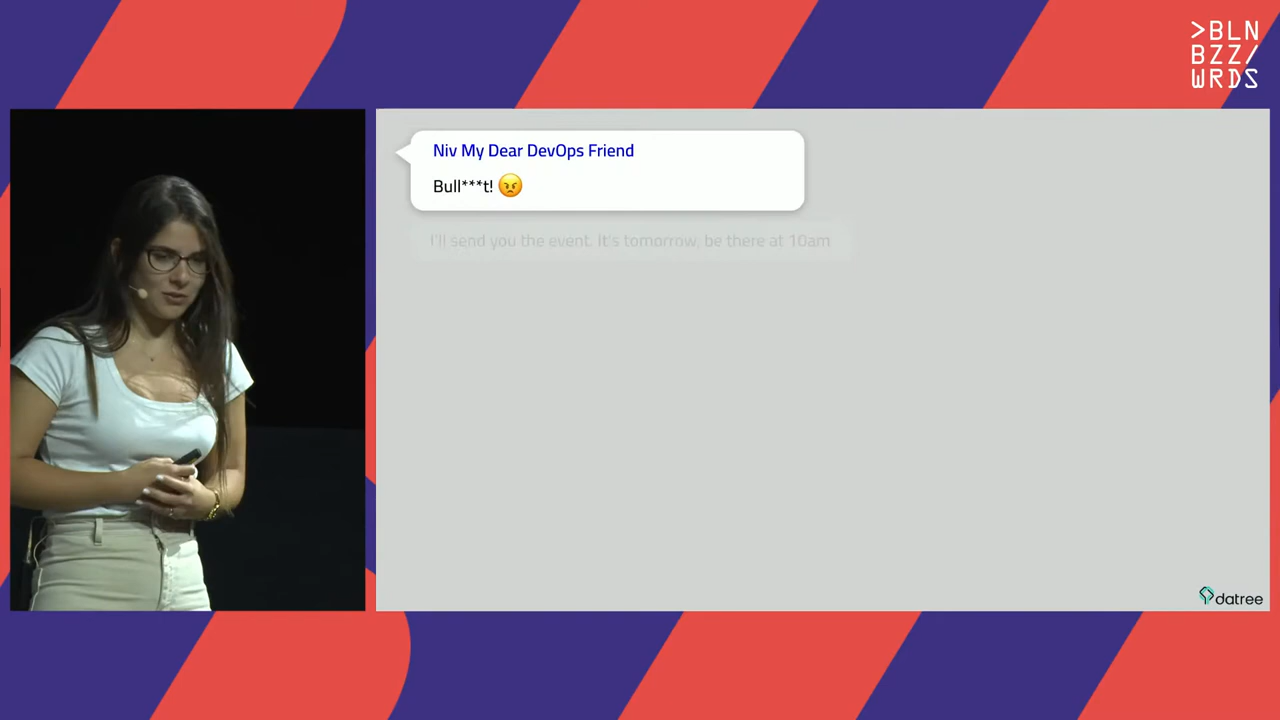 >BLN
BZZ/
WRDS
Niv My Dear DevOps Friend
Bull***t! 😡
I'll send you the event. It's tomorrow, be there at 10am
datree